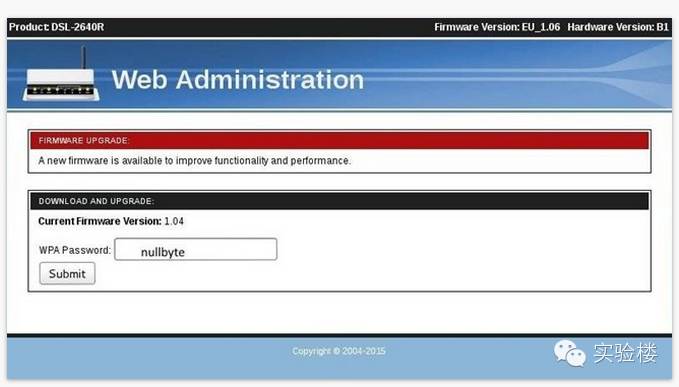 Product: DSL-2640R Firmware Version: EU_1.06 Hardware Version: B1
Web Administration
FIRMWARE UPGRADE:
A new firmware is available to improve functionality and performance.
DOWNLOAD AND UPGRADE:
Current Firmware Version: 1.04
WPA Password: nullbyte
Submit
Copyright © 2004-2015
实验楼